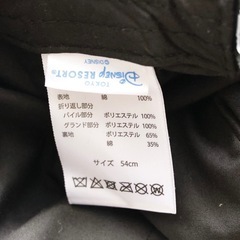 TOKYO
DISNEY RESORT®
©DISNEY
表地 綿 100%
折り返し部分
パイル部分 ポリエステル 100%
グランド部分 ポリエステル 100%
裏地 ポリエステル 65%
綿 35%
サイズ 54cm